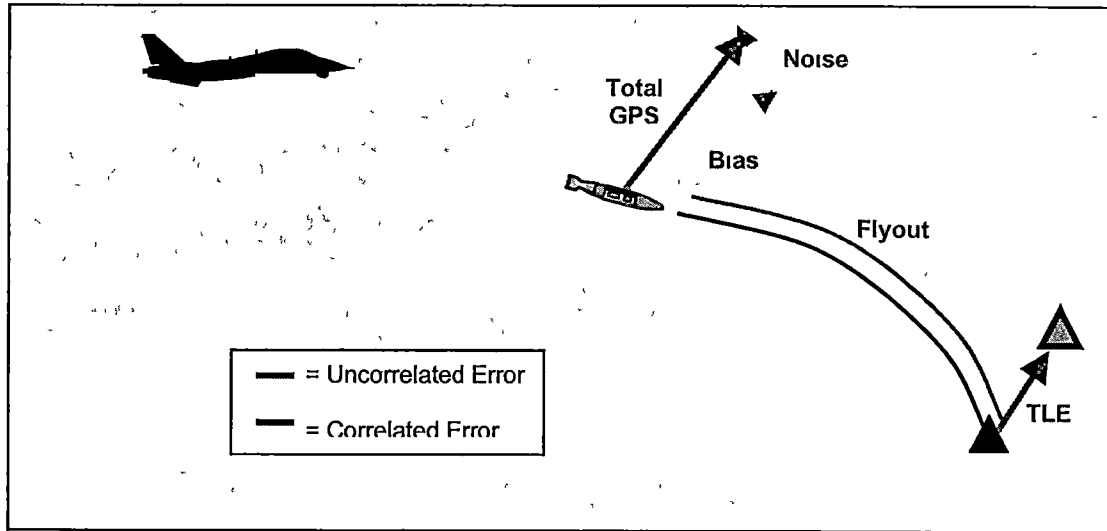 Noise
Total
GPS
Bias
Flyout
= Uncorrelated Error
= Correlated Error
TLE